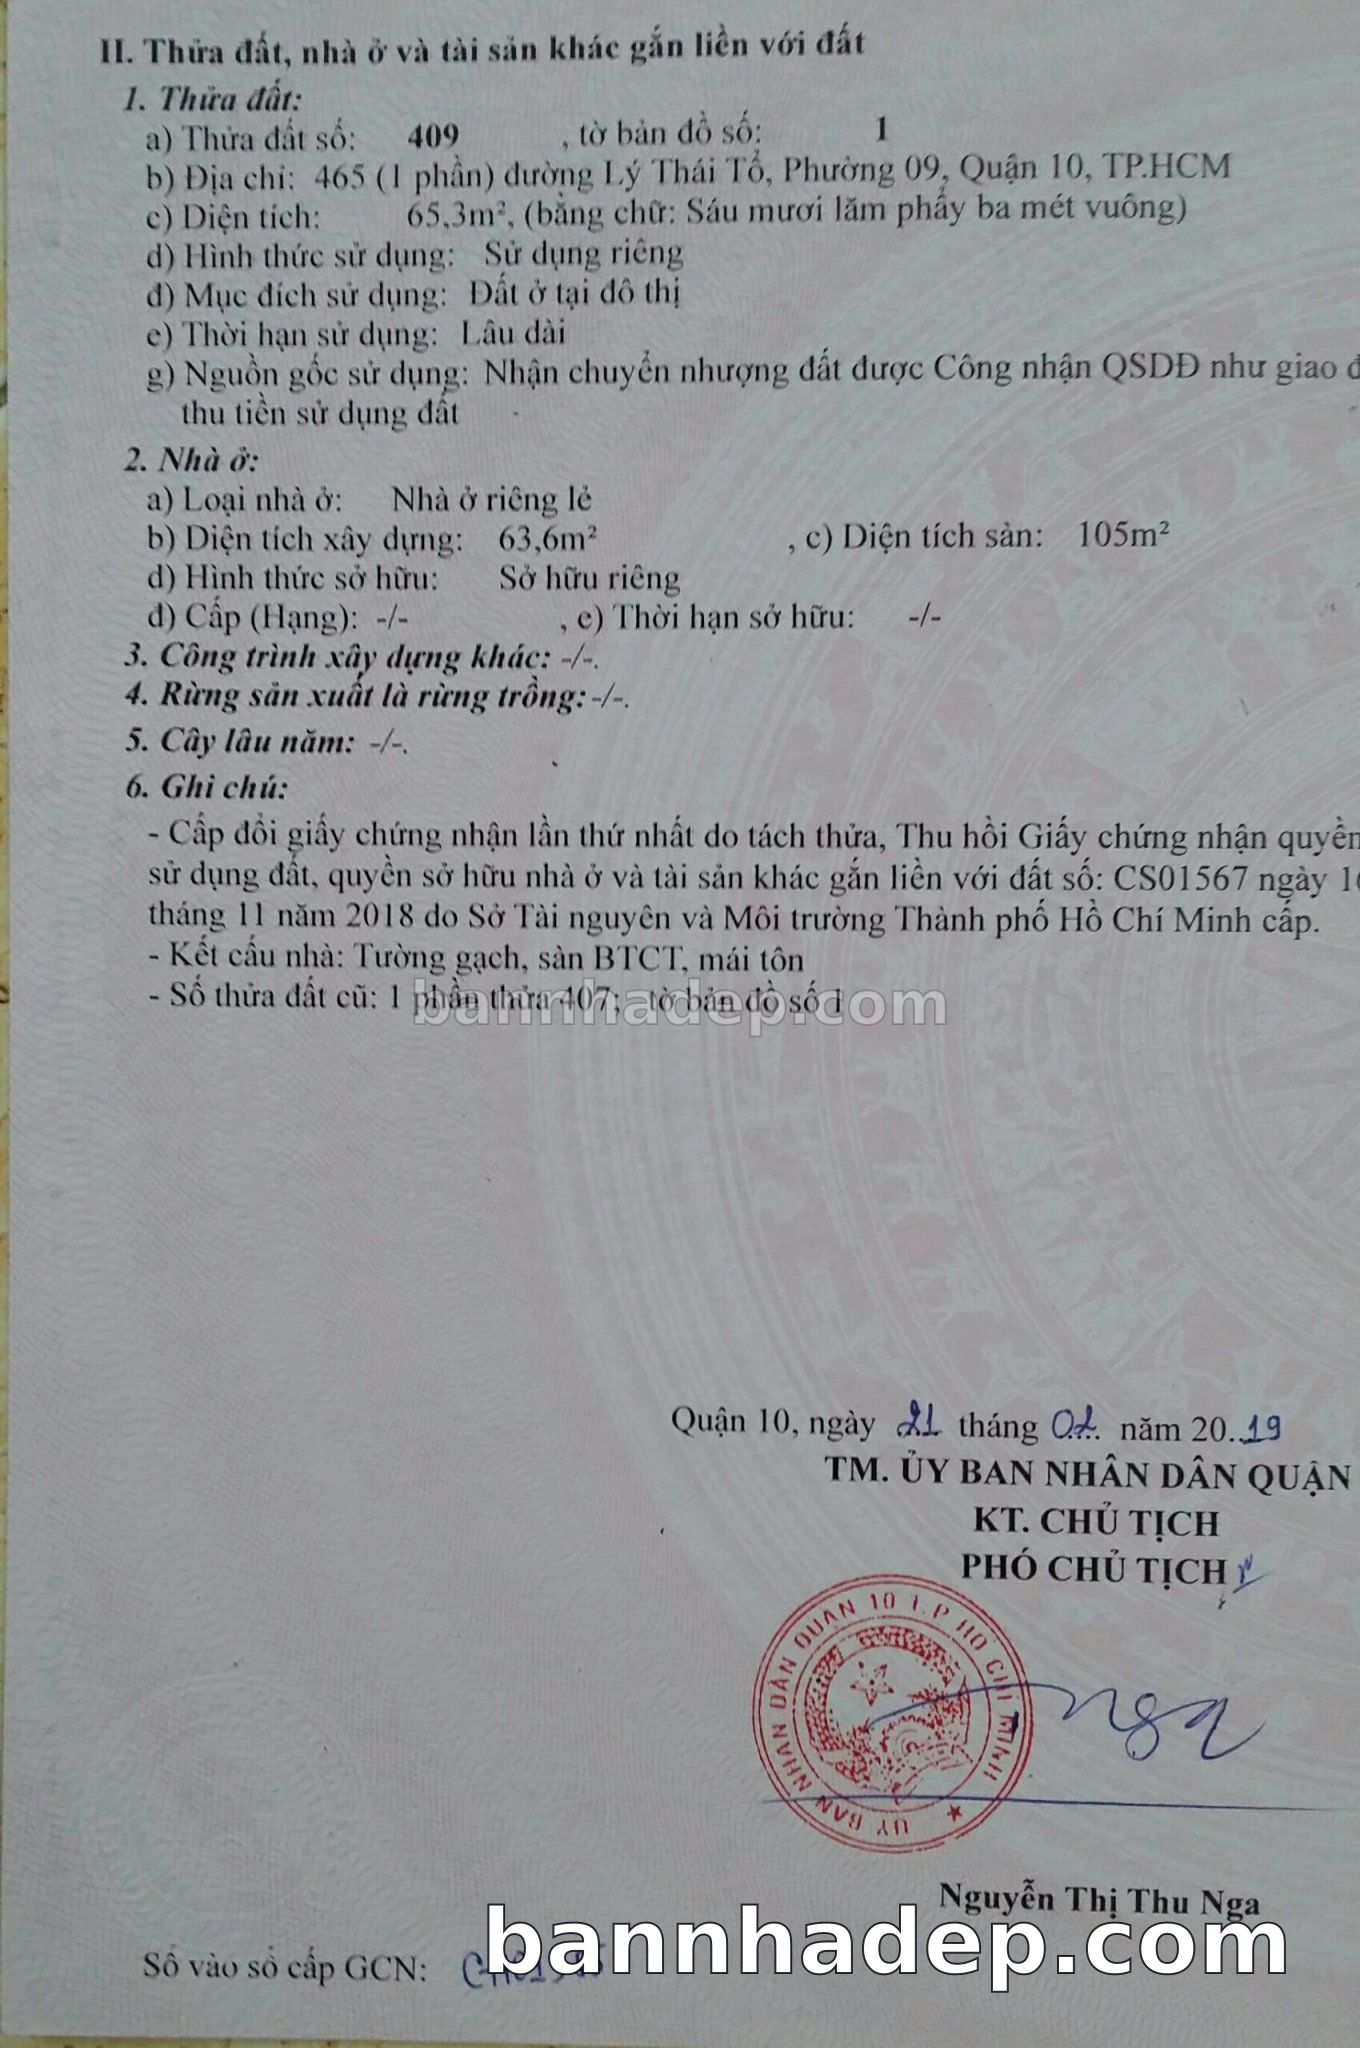 II. Thửa đất, nhà ở và tài sản khác gắn liền với đất
1. Thửa đất:
a) Thửa đất số: 409 , tờ bản đồ số: 1
b) Địa chỉ: 465 (1 phần) đường Lý Thái Tổ, Phường 09, Quận 10, TP.HCM
c) Diện tích: 65,3m², (bằng chữ: Sáu mươi lăm phẩy ba mét vuông)
d) Hình thức sử dụng: Sử dụng riêng
đ) Mục đích sử dụng: Đất ở tại đô thị
e) Thời hạn sử dụng: Lâu dài
g) Nguồn gốc sử dụng: Nhận chuyển nhượng đất được Công nhận QSDĐ như giao
thu tiền sử dụng đất
2. Nhà ở:
a) Loại nhà ở: Nhà ở riêng lẻ
b) Diện tích xây dựng: 63,6m² , c) Diện tích sàn: 105m²
d) Hình thức sở hữu: Sở hữu riêng
đ) Cấp (Hạng): -/- , e) Thời hạn sở hữu: -/-
3. Công trình xây dựng khác: -/-.
4. Rừng sản xuất là rừng trồng: -/-.
5. Cây lâu năm: -/-.
6. Ghi chú:
- Cấp đổi giấy chứng nhận lần thứ nhất do tách thửa, Thu hồi Giấy chứng nhận quyền
sử dụng đất, quyền sở hữu nhà ở và tài sản khác gắn liền với đất số: CS01567 ngày
tháng 11 năm 2018 do Sở Tài nguyên và Môi trường Thành phố Hồ Chí Minh cấp.
- Kết cấu nhà: Tường gạch, sàn BTCT, mái tôn
- Số thửa đất cũ: 1 phần thửa 407; tờ bản đồ số 1
bannhadep.com
Quận 10, ngày 21 tháng 02 năm 20..19
TM. ỦY BAN NHÂN DÂN QUẬN
KT. CHỦ TỊCH
PHÓ CHỦ TỊCH
ỦY BAN NHÂN DÂN QUẬN 10 T.P HỒ CHÍ MINH ★
Nga
Nguyễn Thị Thu Nga
bannhadep.com
Số vào sổ cấp GCN: